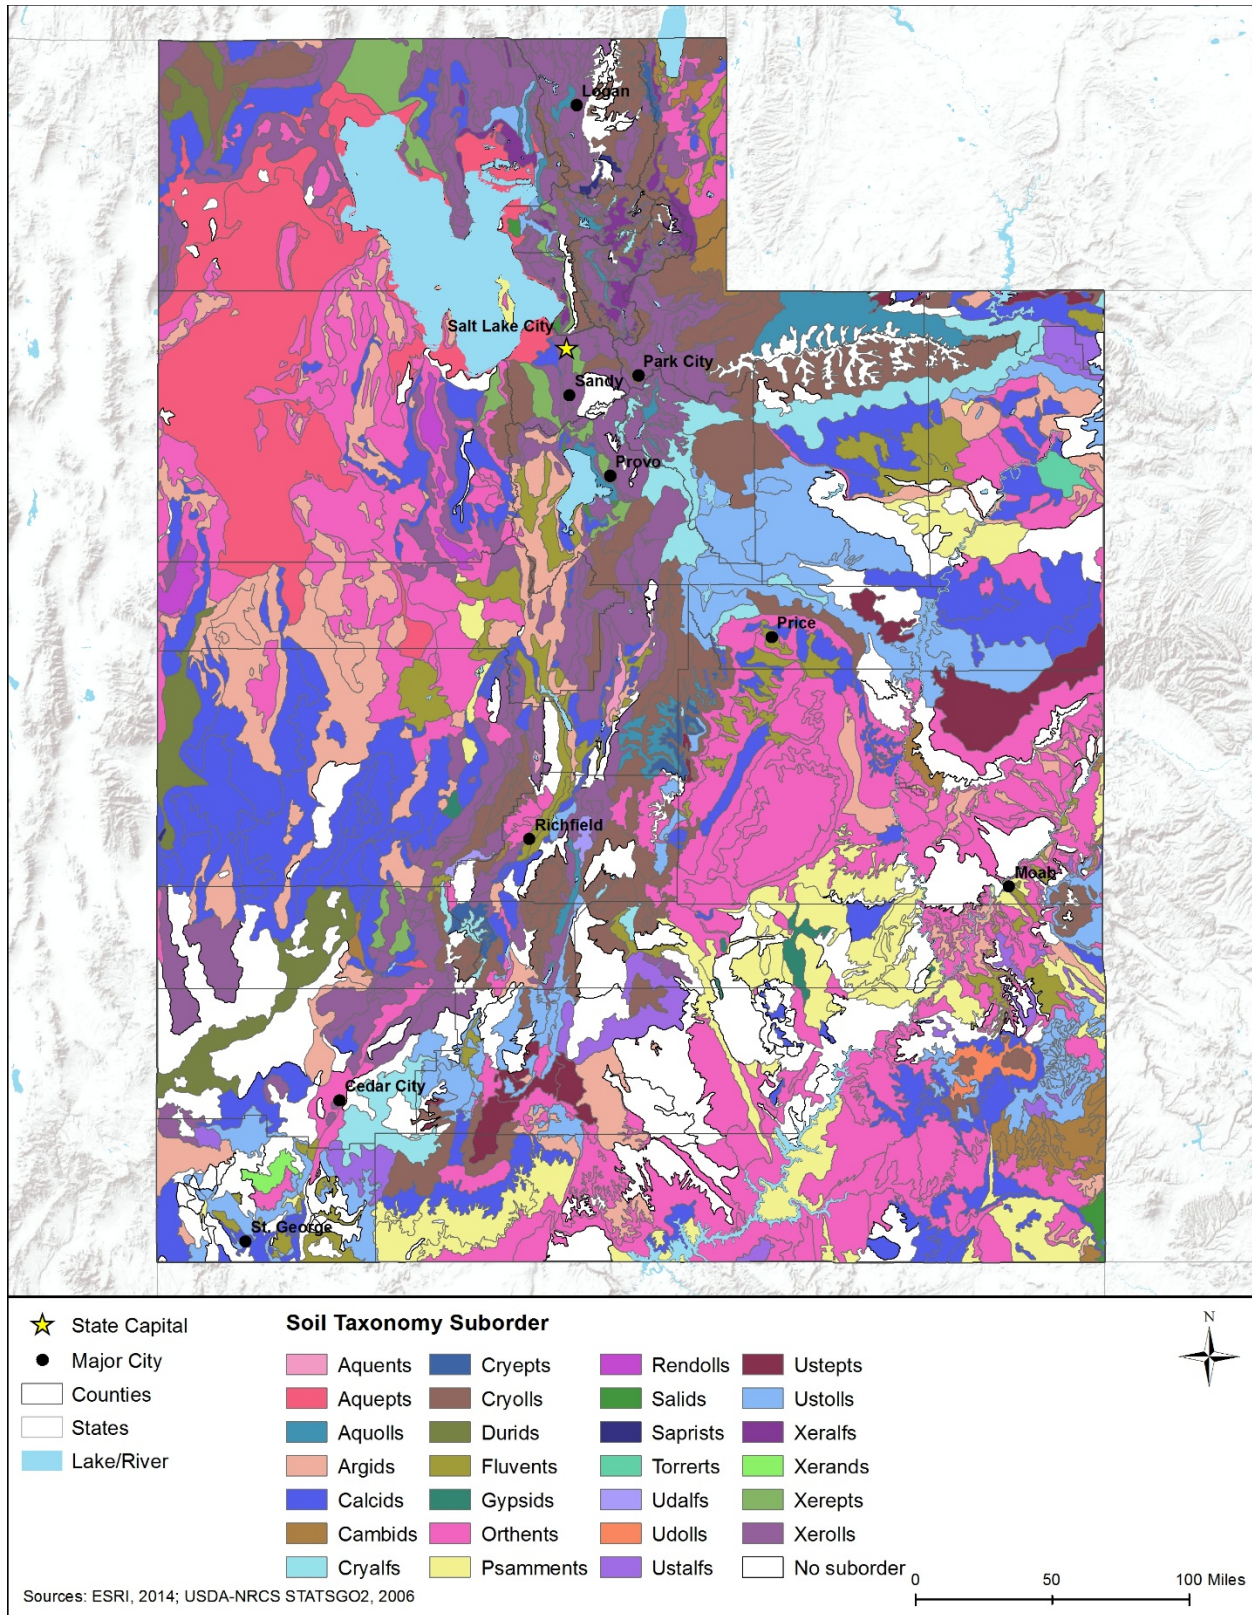 Logan
Salt Lake City
Park City
Sandy
Provo
Price
Richfield
Moab
Cedar City
St. George
State Capital
Major City
Counties
States
Lake/River
Soil Taxonomy Suborder
Aquents
Aquepts
Aquolls
Argids
Calcids
Cambids
Cryalfs
Cryepts
Cryolls
Durids
Fluvents
Gypsids
Orthents
Psamments
Rendolls
Salids
Saprists
Torrerts
Udalfs
Udolls
Ustalfs
Ustepts
Ustolls
Xeralfs
Xerands
Xerepts
Xerolls
No suborder
N
0 50 100 Miles
Sources: ESRI, 2014; USDA-NRCS STATSGO2, 2006